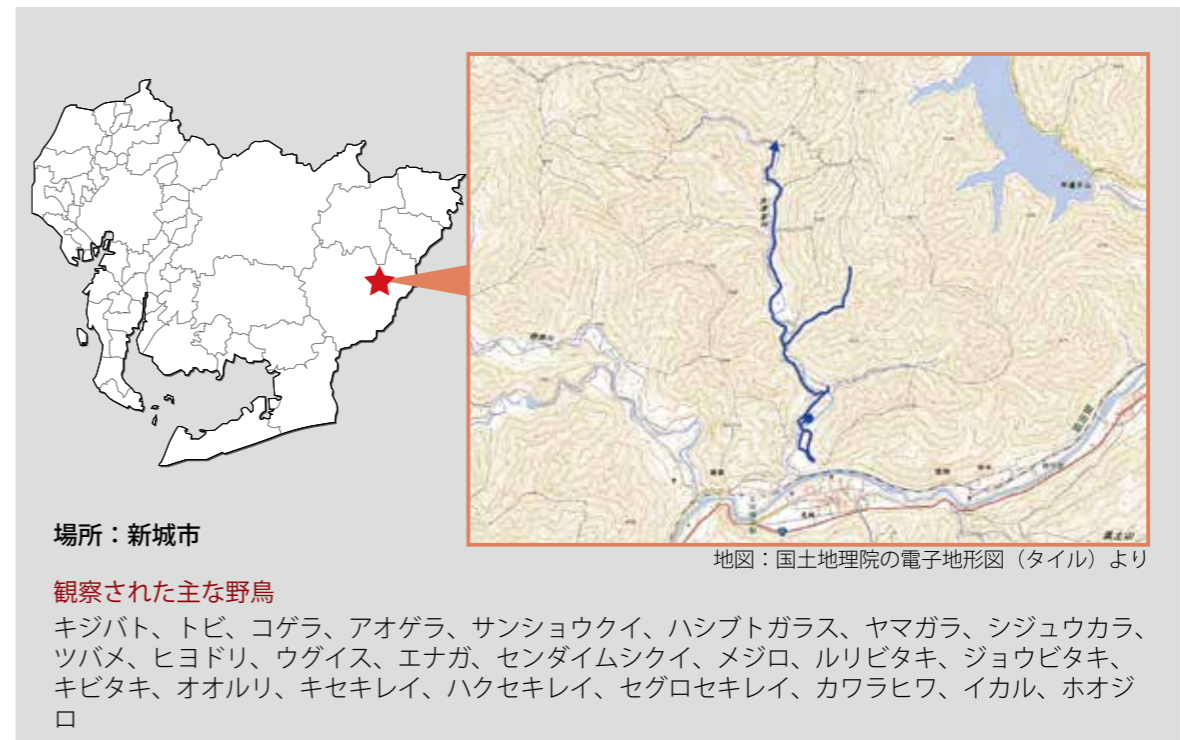 場所：新城市
地図：国土地理院の電子地形図（タイル）より
観察された主な野鳥
キジバト、トビ、コゲラ、アオゲラ、サンショウクイ、ハシブトガラス、ヤマガラ、シジュウカラ、
ツバメ、ヒヨドリ、ウグイス、エナガ、センダイムシクイ、メジロ、ルリビタキ、ジョウビタキ、
キビタキ、オオルリ、キセキレイ、ハクセキレイ、セグロセキレイ、カワラヒワ、イカル、ホオジ
ロ